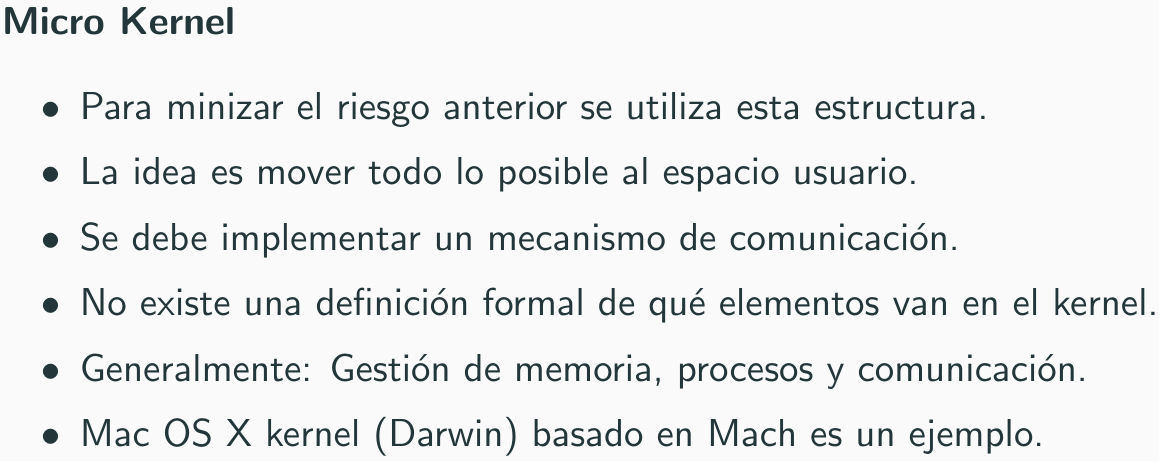 Micro Kernel
• Para minizar el riesgo anterior se utiliza esta estructura.
• La idea es mover todo lo posible al espacio usuario.
• Se debe implementar un mecanismo de comunicación.
• No existe una definición formal de qué elementos van en el kernel.
• Generalmente: Gestión de memoria, procesos y comunicación.
• Mac OS X kernel (Darwin) basado en Mach es un ejemplo.